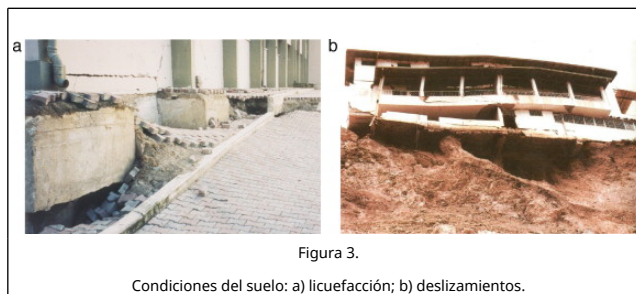 a
b
Figura 3.
Condiciones del suelo: a) licuefacción; b) deslizamientos.